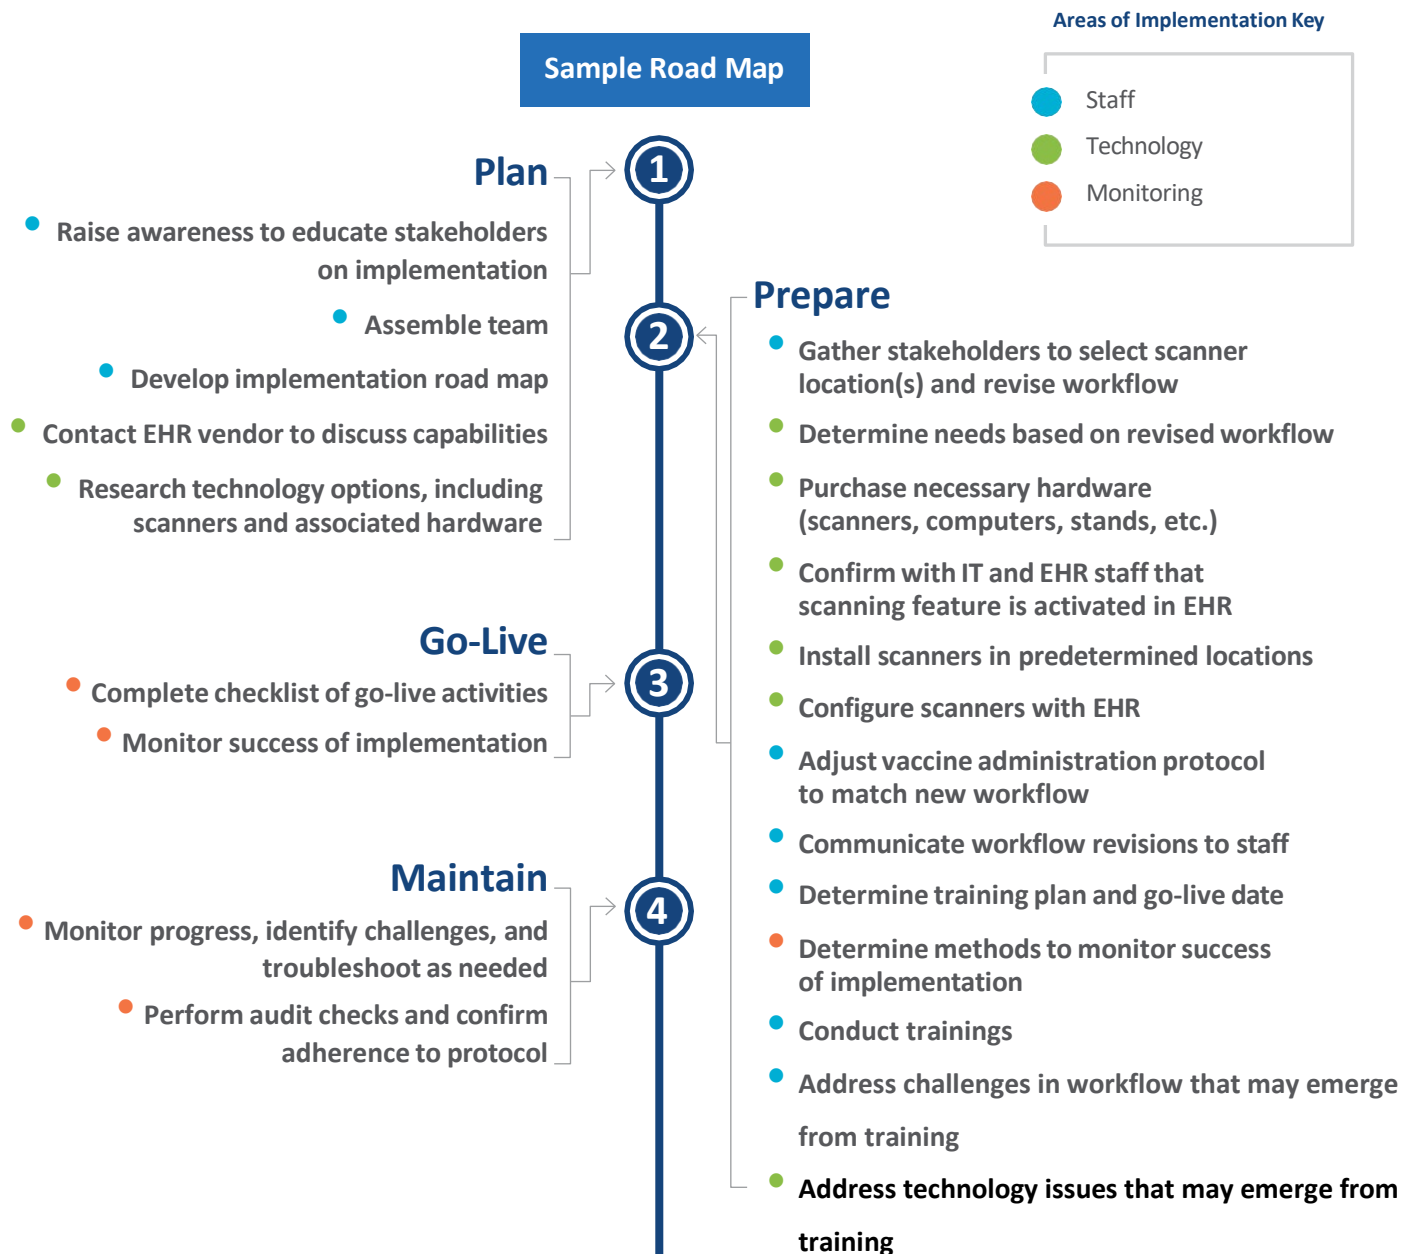 Areas of Implementation Key
Sample Road Map
Staff
Technology
Monitoring
1
Plan
Raise awareness to educate stakeholders
on implementation
Assemble team
Develop implementation road map
Contact EHR vendor to discuss capabilities
Research technology options, including
scanners and associated hardware
2
Prepare
Gather stakeholders to select scanner
location(s) and revise workflow
Determine needs based on revised workflow
Purchase necessary hardware
(scanners, computers, stands, etc.)
Confirm with IT and EHR staff that
scanning feature is activated in EHR
Install scanners in predetermined locations
Configure scanners with EHR
Adjust vaccine administration protocol
to match new workflow
Communicate workflow revisions to staff
Determine training plan and go-live date
Determine methods to monitor success
of implementation
Conduct trainings
Address challenges in workflow that may emerge
from training
Address technology issues that may emerge from
training
3
Go-Live
Complete checklist of go-live activities
Monitor success of implementation
4
Maintain
Monitor progress, identify challenges, and
troubleshoot as needed
Perform audit checks and confirm
adherence to protocol